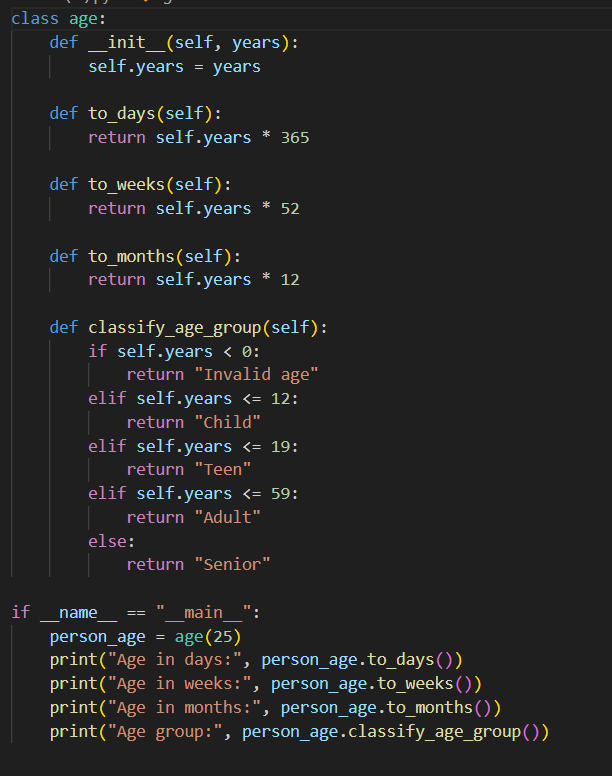 class age:
    def __init__(self, years):
        self.years = years
    def to_days(self):
        return self.years * 365
    def to_weeks(self):
        return self.years * 52
    def to_months(self):
        return self.years * 12
    def classify_age_group(self):
        if self.years < 0:
            return "Invalid age"
        elif self.years <= 12:
            return "Child"
        elif self.years <= 19:
            return "Teen"
        elif self.years <= 59:
            return "Adult"
        else:
            return "Senior"
if __name__ == "__main__":
    person_age = age(25)
    print("Age in days:", person_age.to_days())
    print("Age in weeks:", person_age.to_weeks())
    print("Age in months:", person_age.to_months())
    print("Age group:", person_age.classify_age_group())